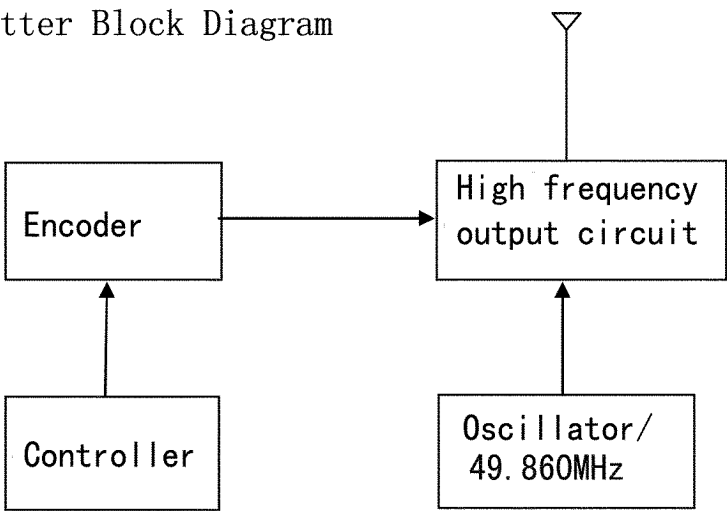 tter Block Diagram
High frequency
output circuit
Encoder
Oscillator/
49.860MHz
Controller